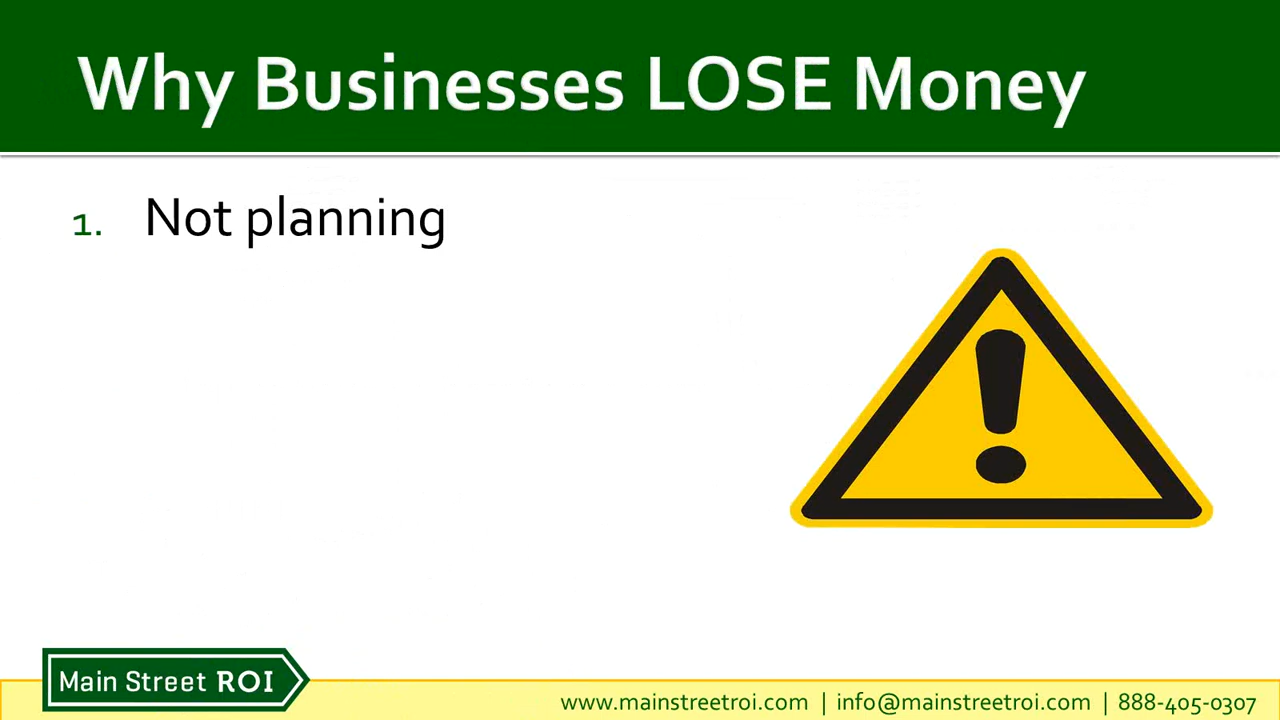 Why Businesses LOSE Money
1. Not planning
Main Street ROI
www.mainstreetroi.com | info@mainstreetroi.com | 888-405-0307